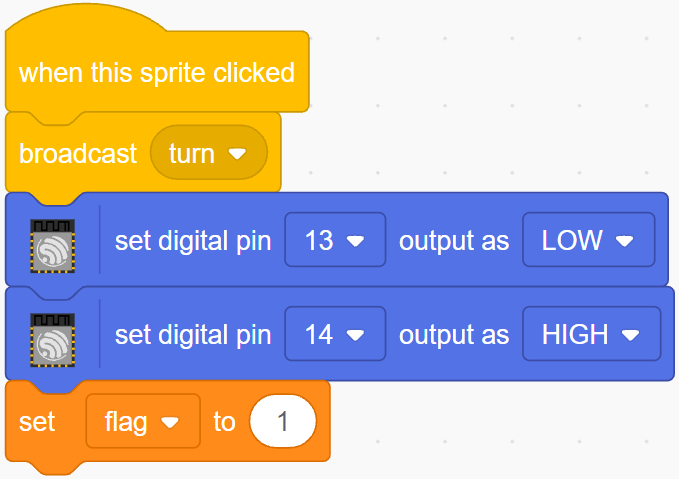 when this sprite clicked
broadcast turn
set digital pin 13 output as LOW
set digital pin 14 output as HIGH
set flag to 1